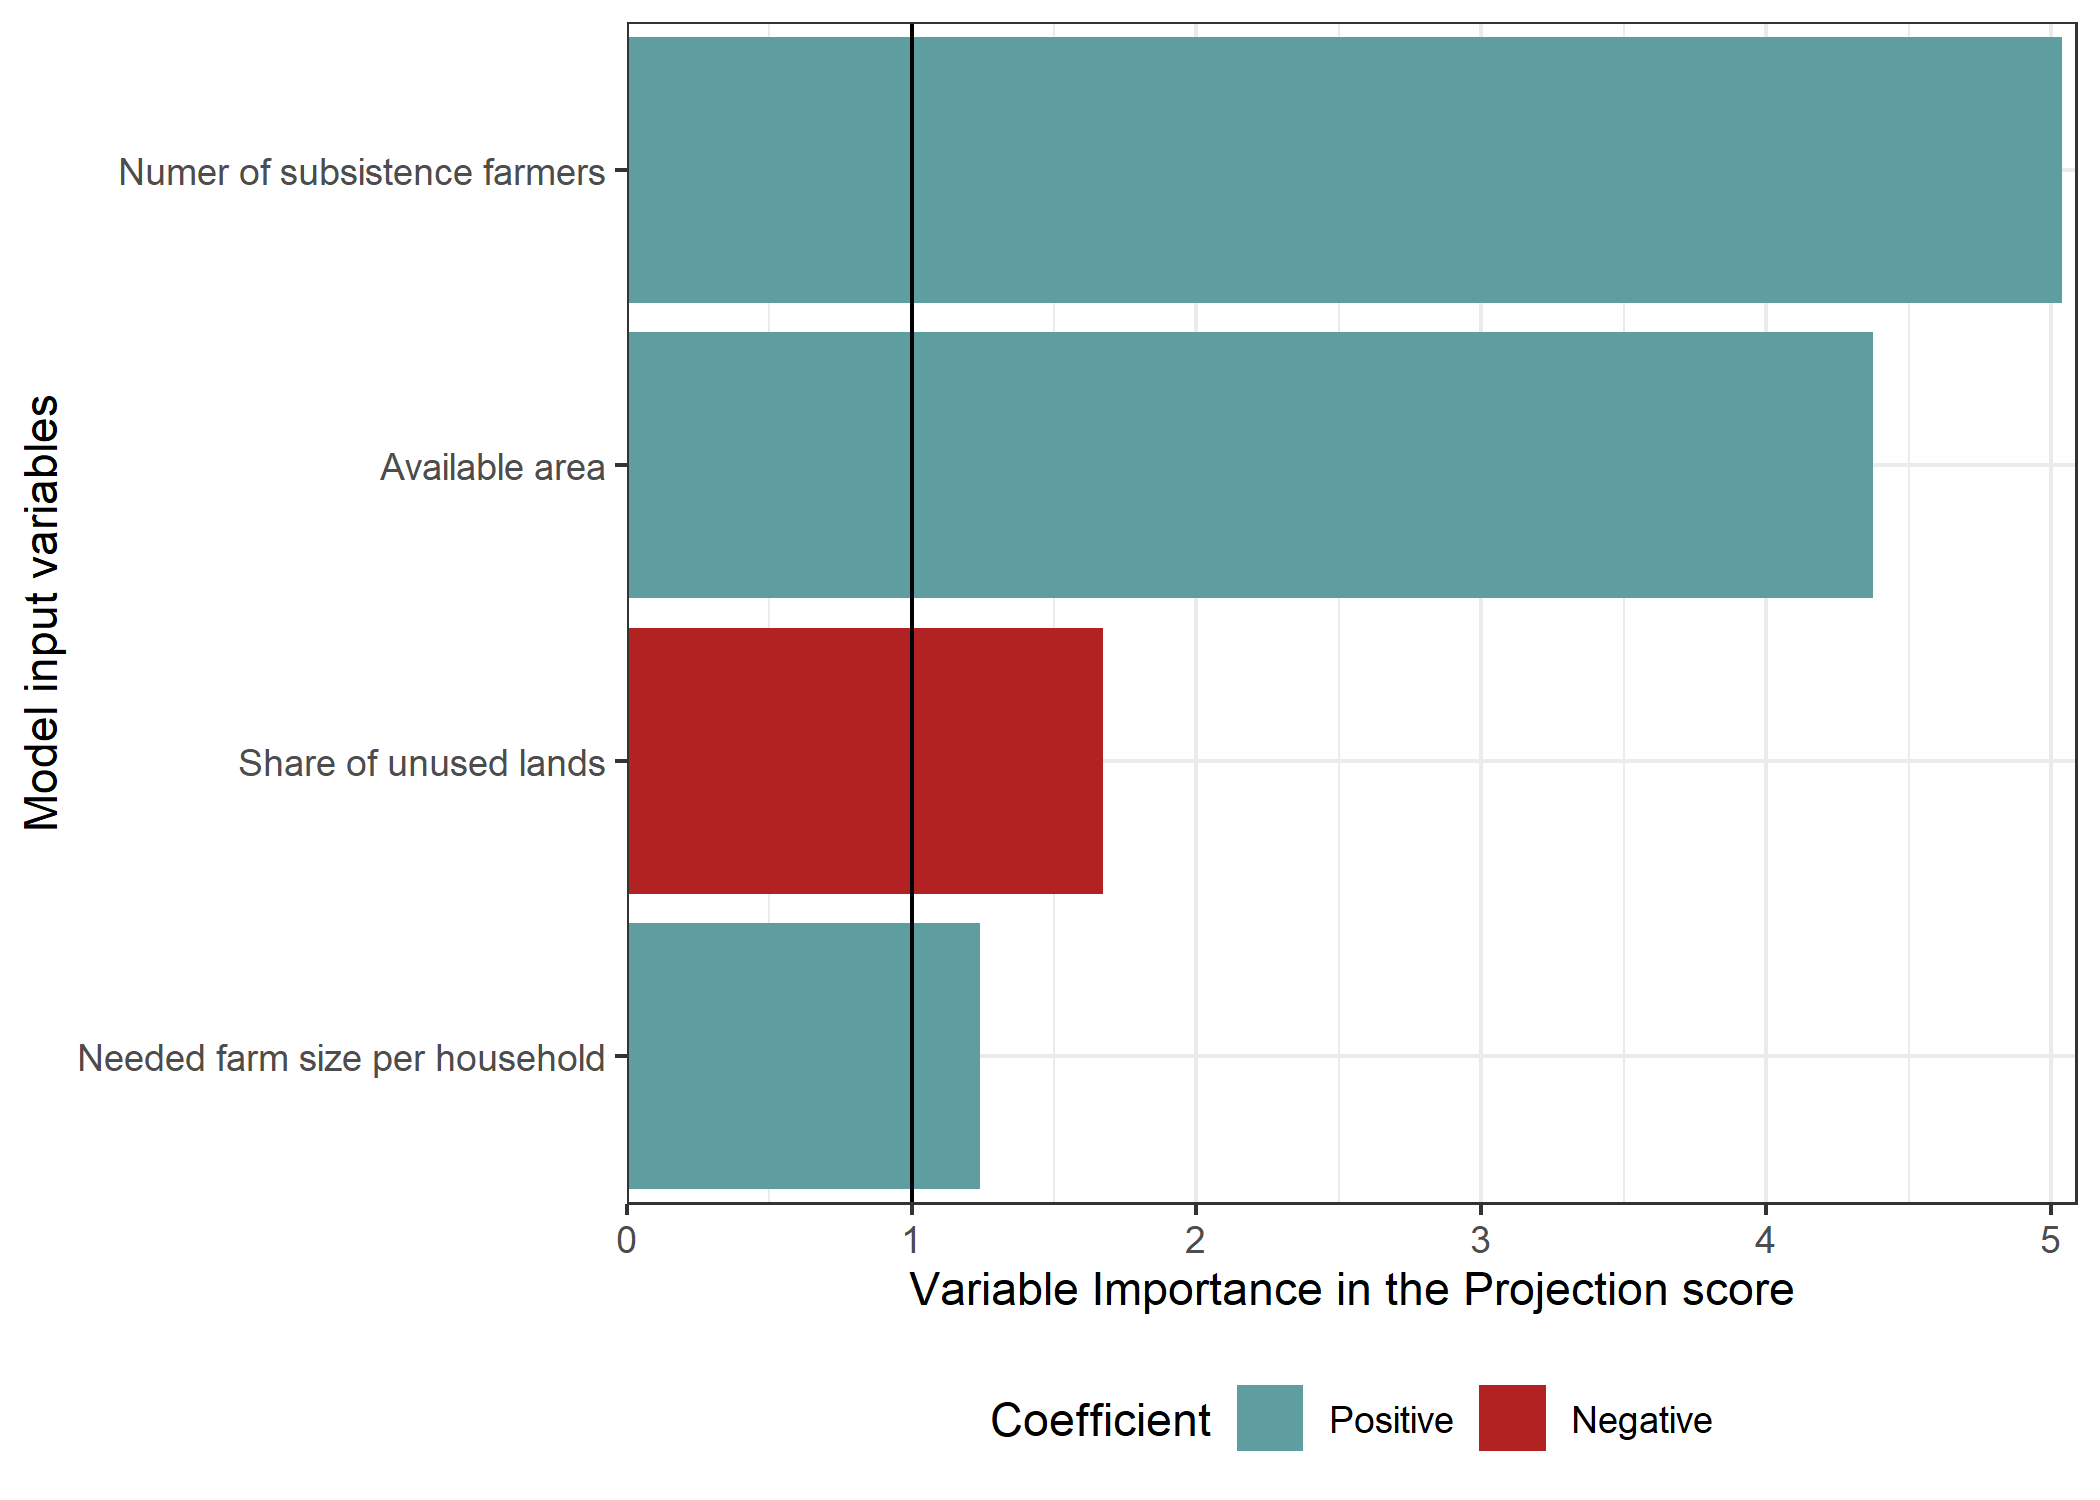 Model input variables
Numer of subsistence farmers
Available area
Share of unused lands
Needed farm size per household
0 1 2 3 4 5
Variable Importance in the Projection score
Coefficient Positive Negative